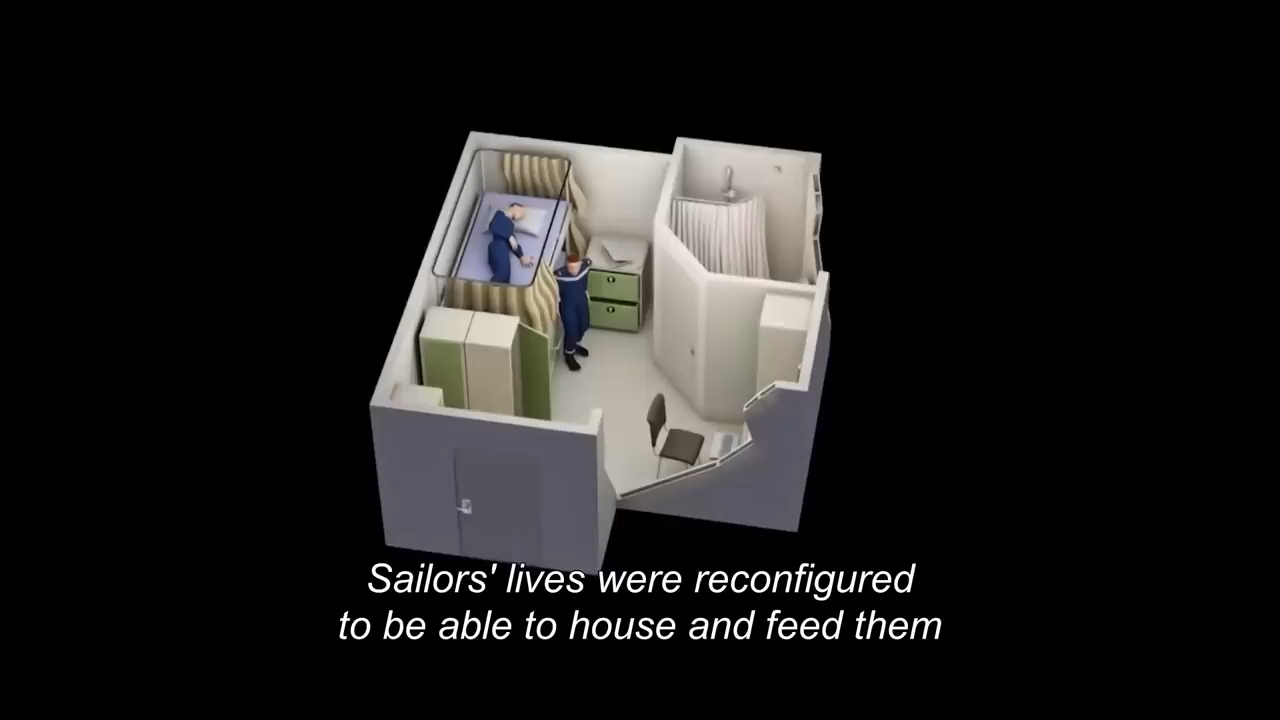 Sailors' lives were reconfigured
to be able to house and feed them